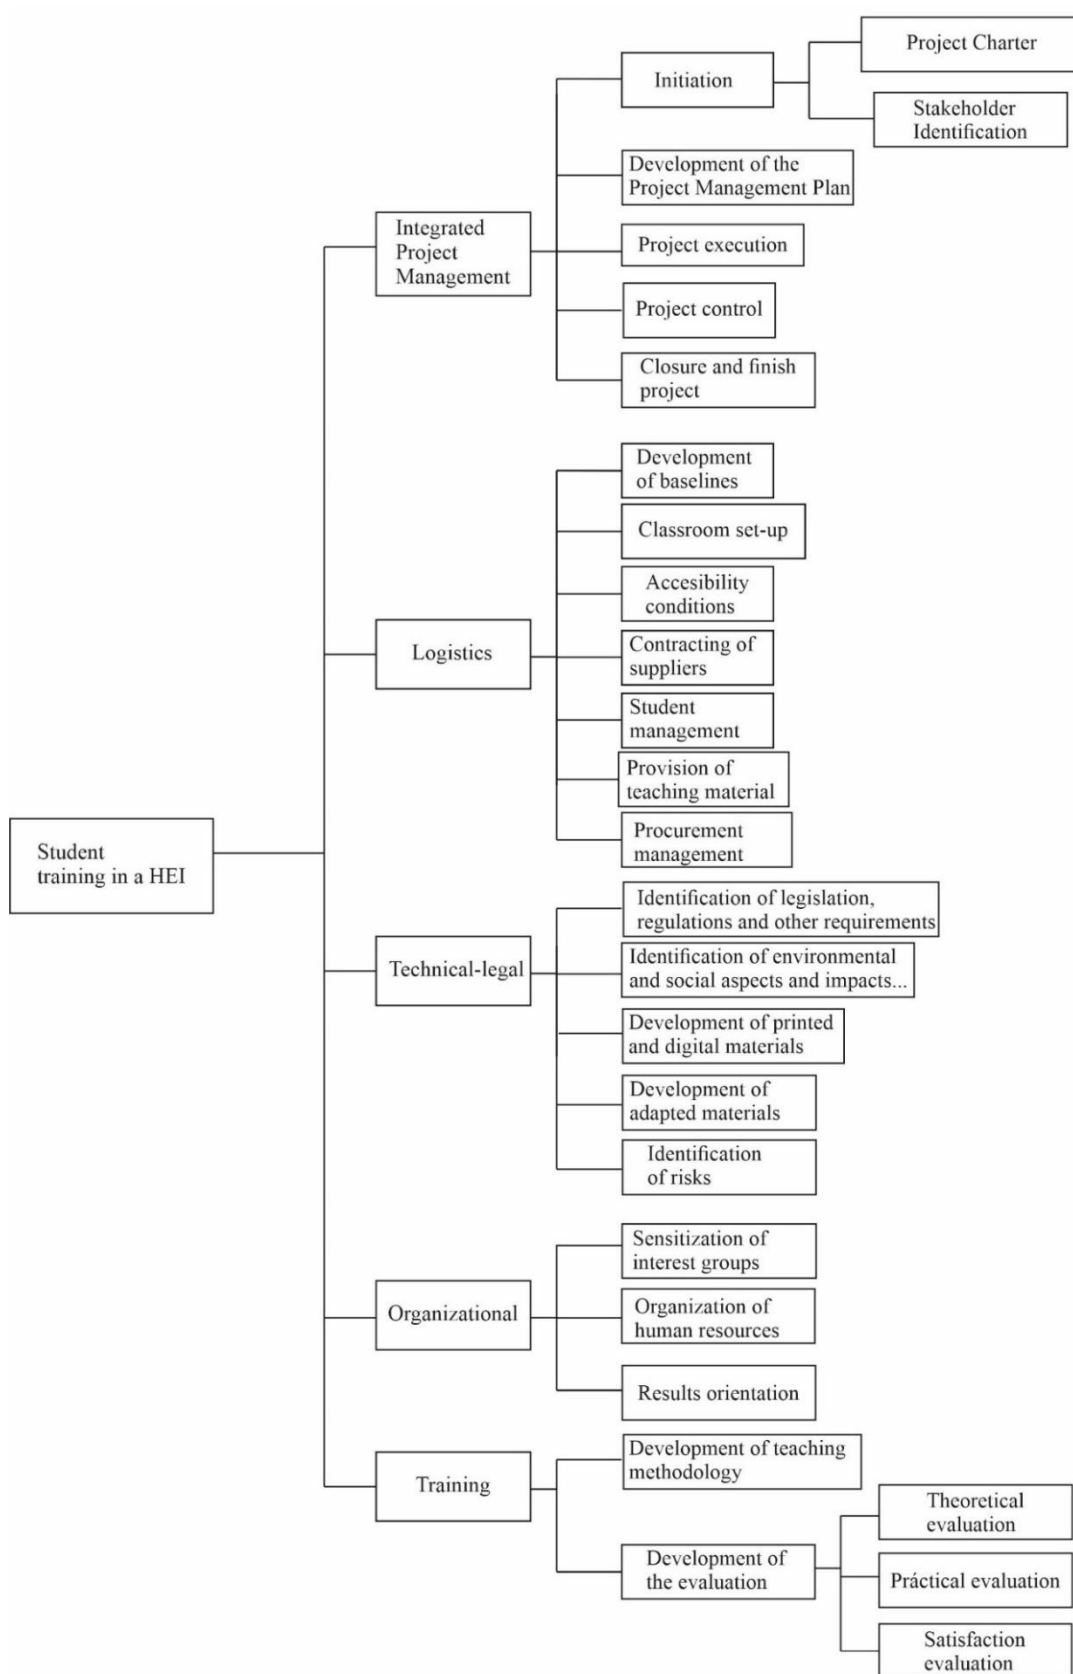 Student
training in a HEI
Integrated
Project
Management
Initiation
Project Charter
Stakeholder
Identification
Development of the
Project Management Plan
Project execution
Project control
Closure and finish
project
Logistics
Development
of baselines
Classroom set-up
Accesibility
conditions
Contracting of
suppliers
Student
management
Provision of
teaching material
Procurement
management
Technical-legal
Identification of legislation,
regulations and other requirements
Identification of environmental
and social aspects and impacts...
Development of printed
and digital materials
Development of
adapted materials
Identification
of risks
Organizational
Sensitization of
interest groups
Organization of
human resources
Results orientation
Training
Development of teaching
methodology
Development of
the evaluation
Theoretical
evaluation
Práctical evaluation
Satisfaction
evaluation